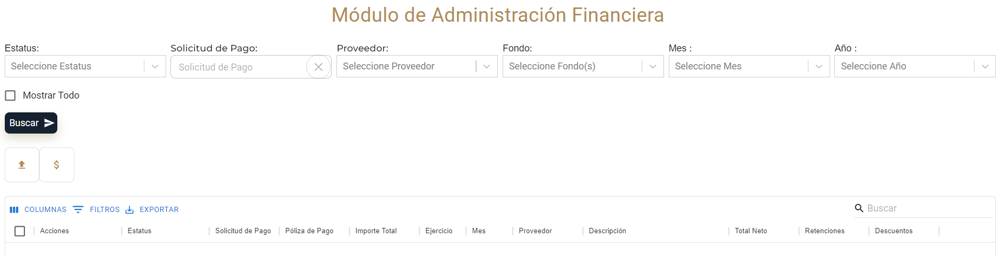 Módulo de Administración Financiera
Estatus: Solicitud de Pago: Proveedor: Fondo: Mes : Año :
Seleccione Estatus Solicitud de Pago Seleccione Proveedor Seleccione Fondo(s) Seleccione Mes Seleccione Año
Mostrar Todo
Buscar
$
COLUMNAS FILTROS EXPORTAR Buscar
Acciones Estatus Solicitud de Pago Póliza de Pago Importe Total Ejercicio Mes Proveedor Descripción Total Neto Retenciones Descuentos